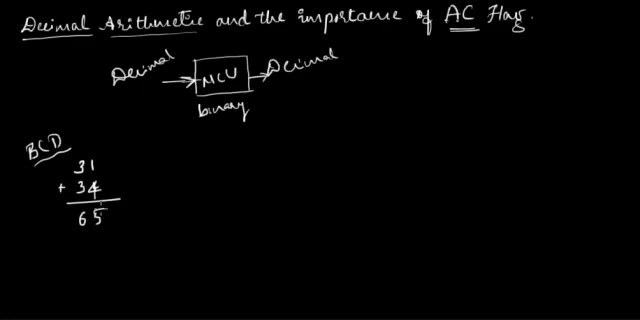 Decimal Arithmetic and the importance of AC Flag.
Decimal MCU Decimal
binary
BCD
31
+ 34
65